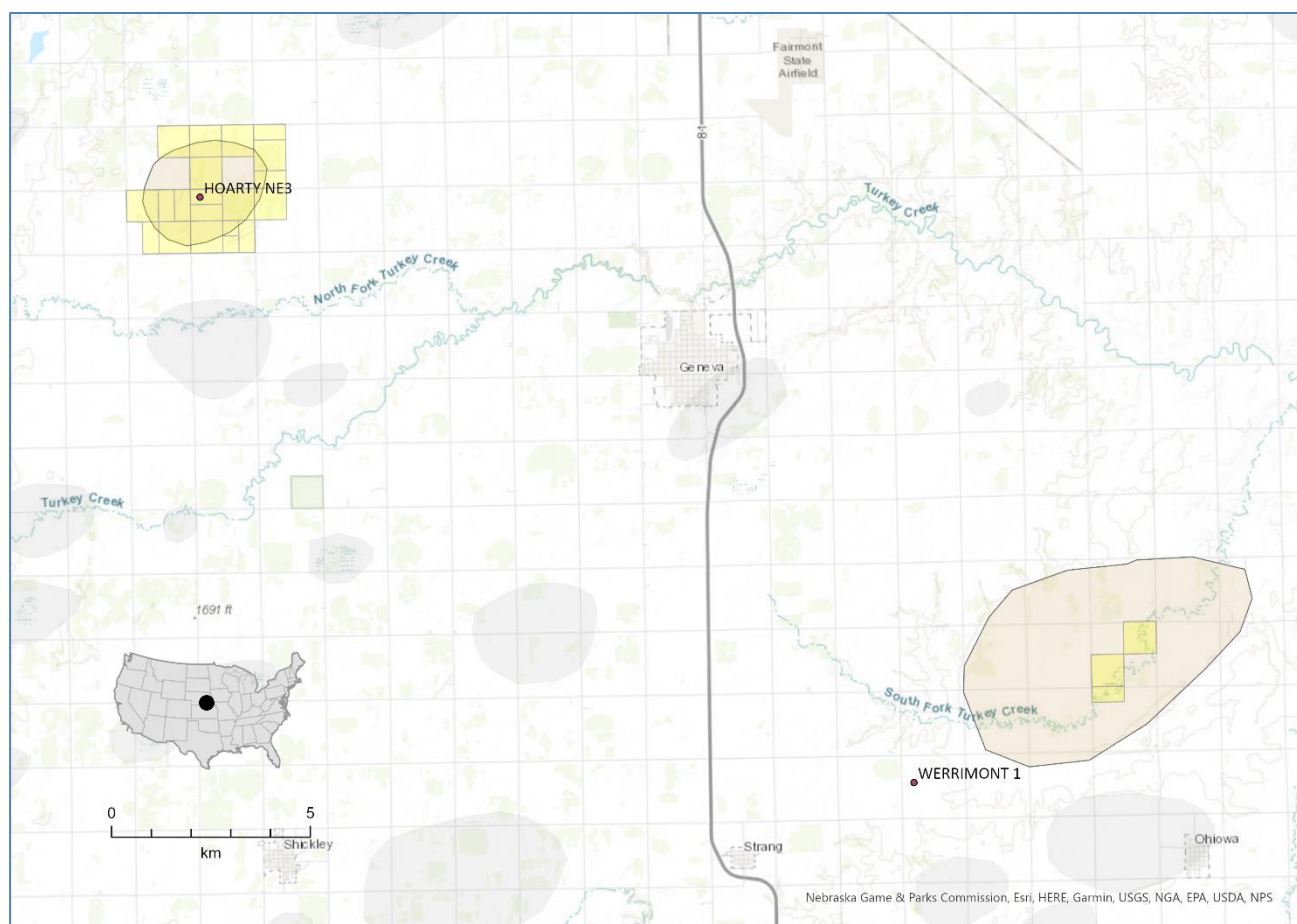 Fairmont
State
Airfield
81
HOARTY NE3
Turkey Creek
North Fork Turkey Creek
Geneva
Turkey Creek
1691 ft
South Fork Turkey Creek
WERRIMONT 1
0 5
km
Shickley
Strang
Ohiowa
Nebraska Game & Parks Commission, Esri, HERE, Garmin, USGS, NGA, EPA, USDA, NPS